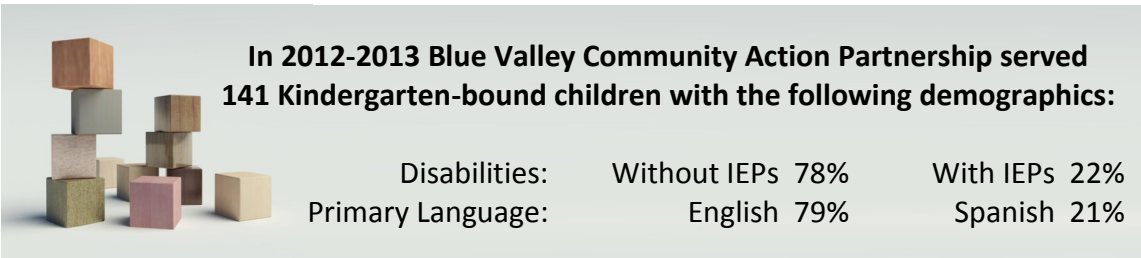 In 2012-2013 Blue Valley Community Action Partnership served
141 Kindergarten-bound children with the following demographics:
Disabilities: Without IEPs 78% With IEPs 22%
Primary Language: English 79% Spanish 21%